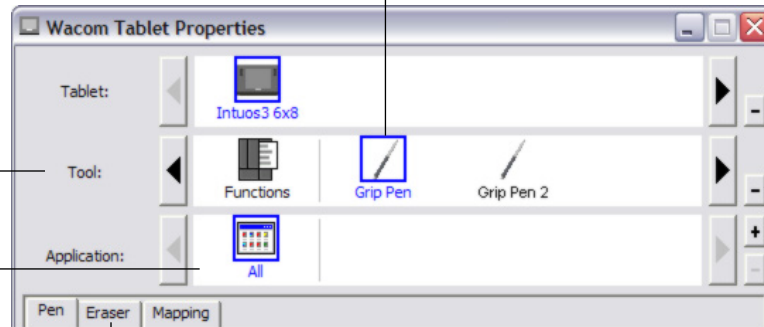 Wacom Tablet Properties
Tablet:
Intuos3 6x8
Tool:
Functions Grip Pen Grip Pen 2
Application:
All
Pen Eraser Mapping